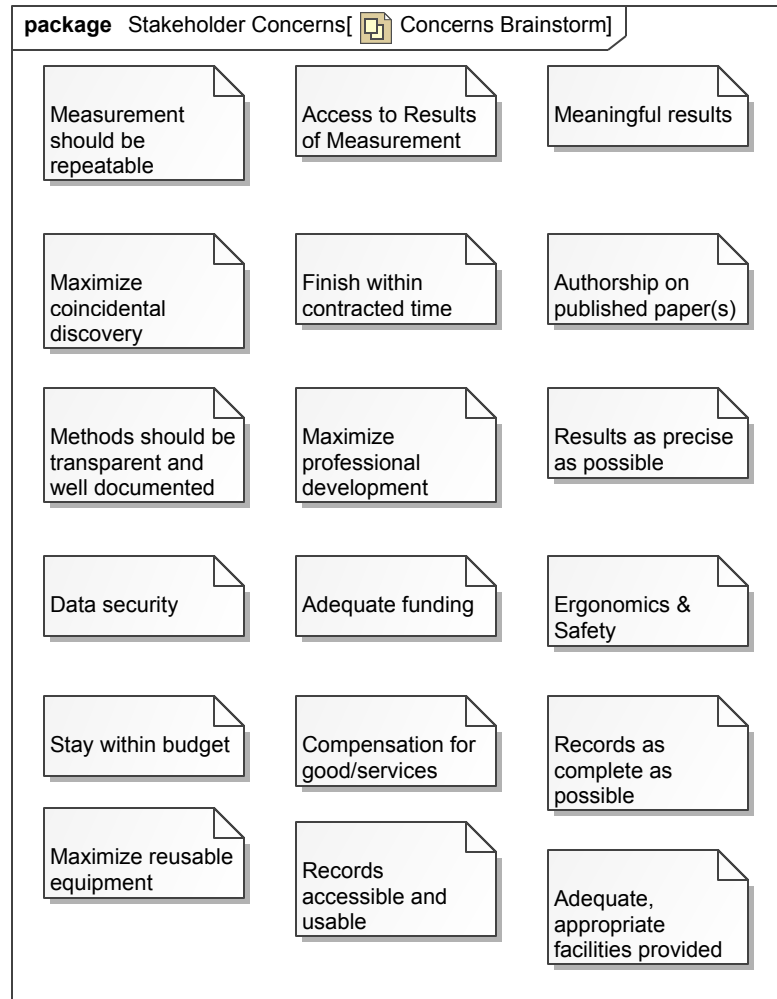 package Stakeholder Concerns[ Concerns Brainstorm]
Measurement
should be
repeatable
Access to Results
of Measurement
Meaningful results
Maximize
coincidental
discovery
Finish within
contracted time
Authorship on
published paper(s)
Methods should be
transparent and
well documented
Maximize
professional
development
Results as precise
as possible
Data security
Adequate funding
Ergonomics &
Safety
Stay within budget
Compensation for
good/services
Records as
complete as
possible
Maximize reusable
equipment
Records
accessible and
usable
Adequate,
appropriate
facilities provided